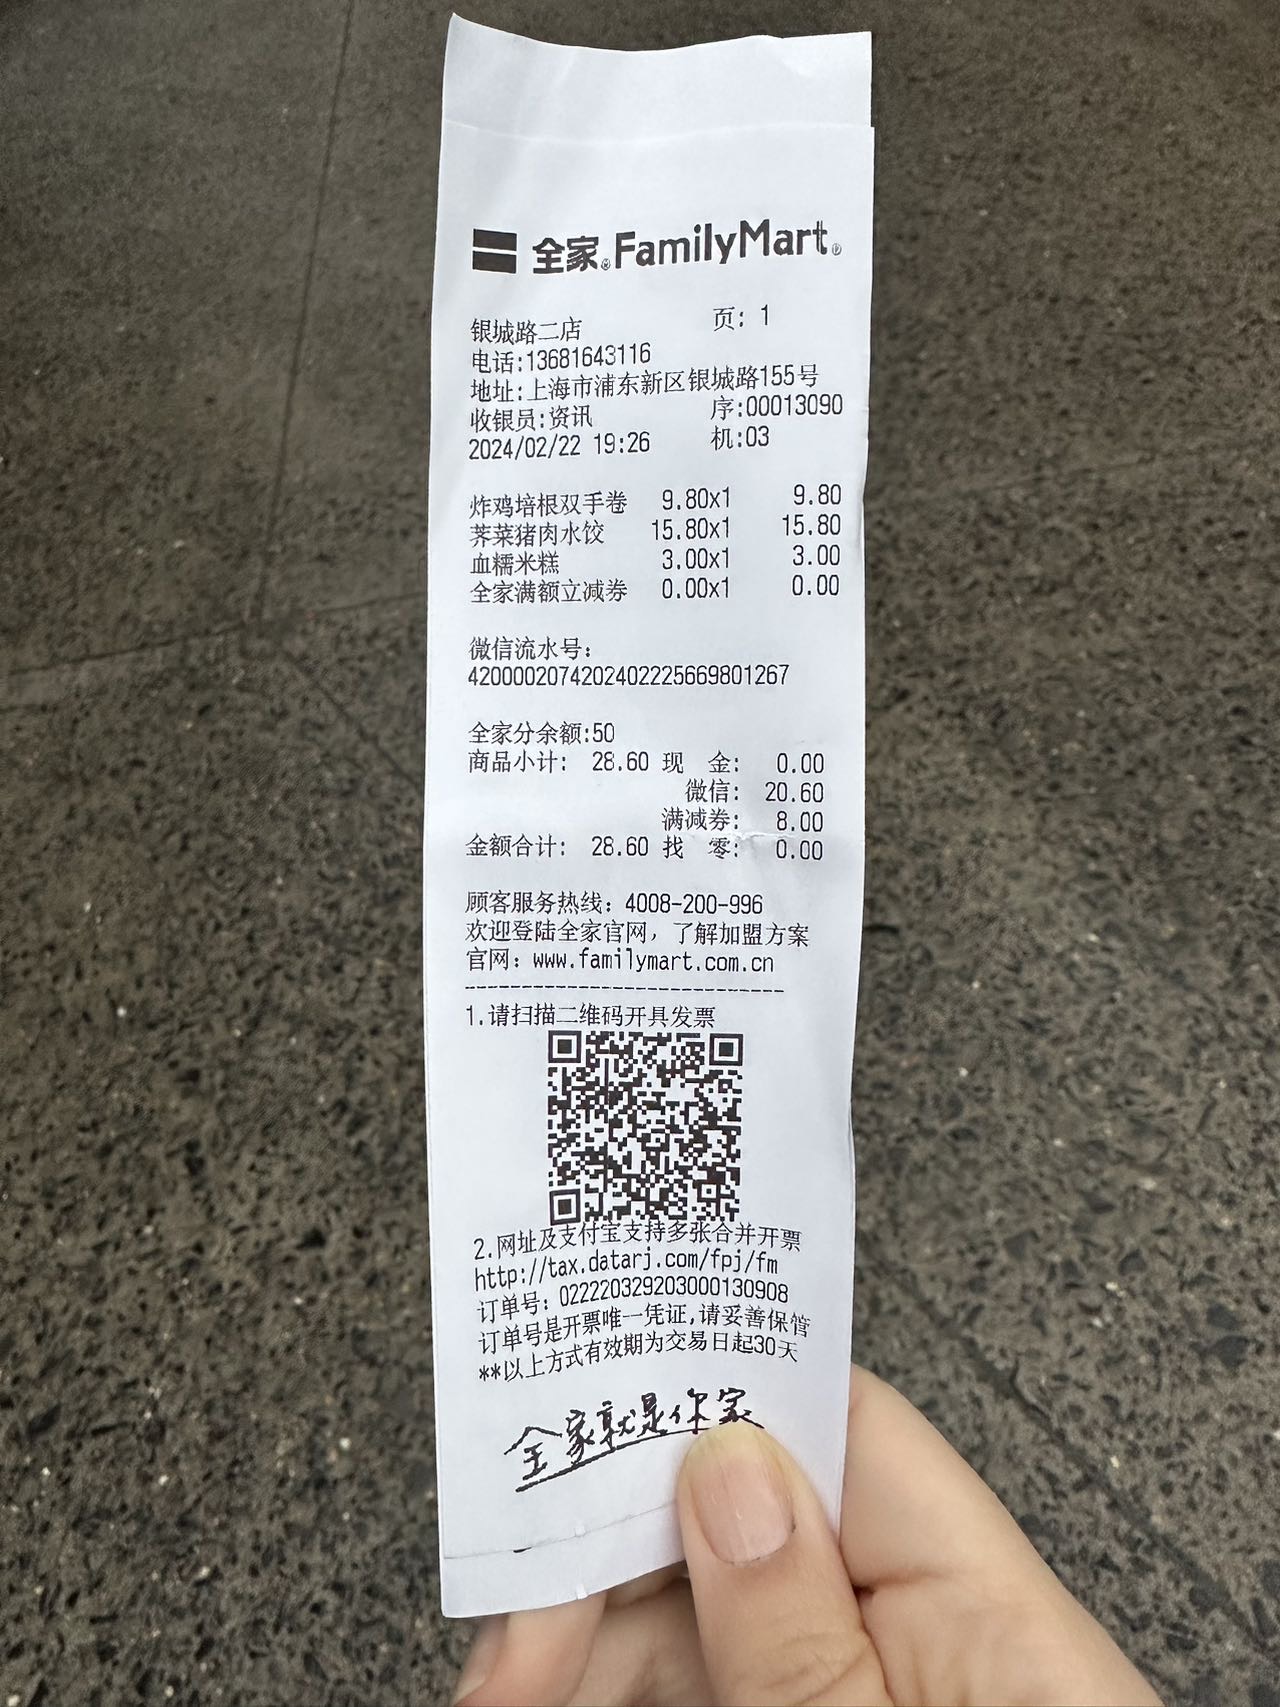 全家 FamilyMart
页: 1
银城路二店
电话:13681643116
地址:上海市浦东新区银城路155号
收银员:资讯 序:00013090
2024/02/22 19:26 机:03
炸鸡培根双手卷 9.80x1 9.80
荠菜猪肉水饺 15.80x1 15.80
血糯米糕 3.00x1 3.00
全家满额立减券 0.00x1 0.00
微信流水号:
4200002074202402225669801267
全家分余额:50
商品小计: 28.60 现 金: 0.00
微信: 20.60
满减券: 8.00
金额合计: 28.60 找 零: 0.00
顾客服务热线: 4008-200-996
欢迎登陆全家官网，了解加盟方案
官网: www.familymart.com.cn
1.请扫描二维码开具发票
2.网址及支付宝支持多张合并开票
http://tax.datarj.com/fpj/fm
订单号: 022220329203000130908
订单号是开票唯一凭证,请妥善保管
**以上方式有效期为交易日起30天
全家就是你家